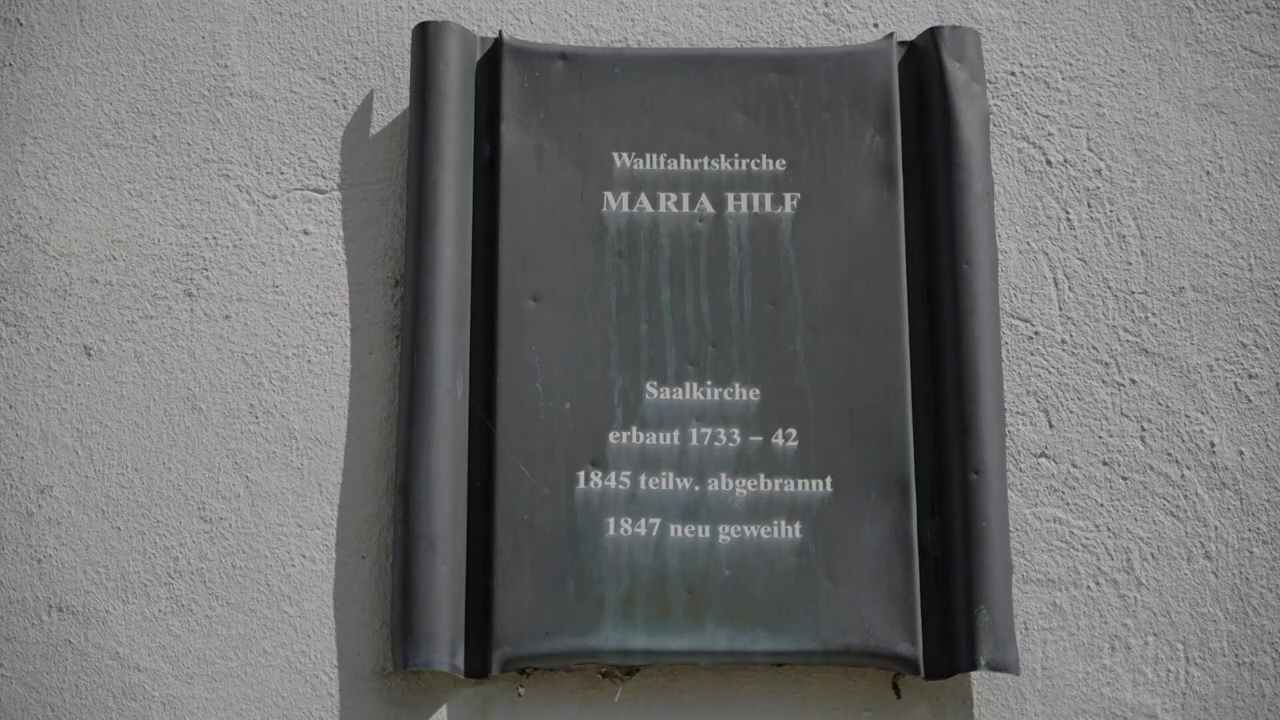 Wallfahrtskirche
MARIA HILF
Saalkirche
erbaut 1733 – 42
1845 teilw. abgebrannt
1847 neu geweiht